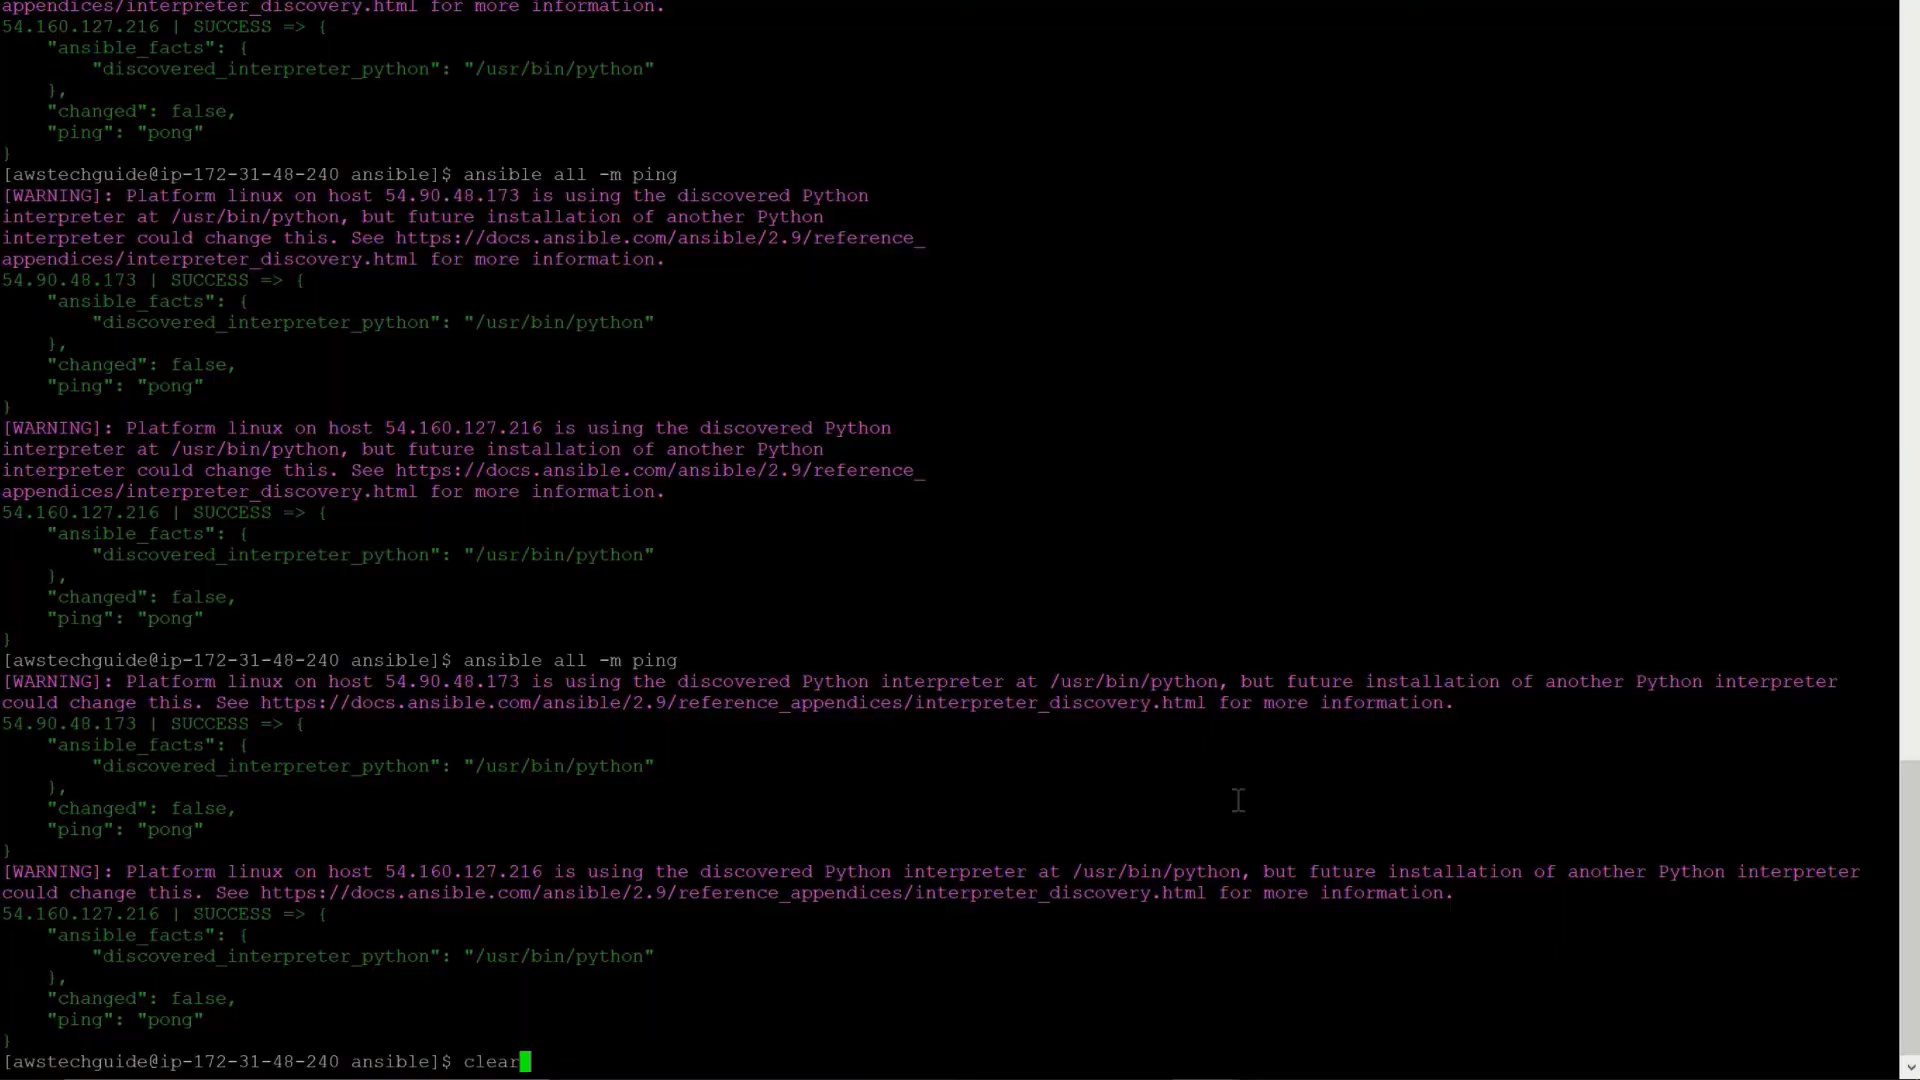 appendices/interpreter_discovery.html for more information.
54.160.127.216 | SUCCESS => {
    "ansible_facts": {
        "discovered_interpreter_python": "/usr/bin/python"
    },
    "changed": false,
    "ping": "pong"
}
[awstechguide@ip-172-31-48-240 ansible]$ ansible all -m ping
[WARNING]: Platform linux on host 54.90.48.173 is using the discovered Python
interpreter at /usr/bin/python, but future installation of another Python
interpreter could change this. See https://docs.ansible.com/ansible/2.9/reference_
appendices/interpreter_discovery.html for more information.
54.90.48.173 | SUCCESS => {
    "ansible_facts": {
        "discovered_interpreter_python": "/usr/bin/python"
    },
    "changed": false,
    "ping": "pong"
}
[WARNING]: Platform linux on host 54.160.127.216 is using the discovered Python
interpreter at /usr/bin/python, but future installation of another Python
interpreter could change this. See https://docs.ansible.com/ansible/2.9/reference_
appendices/interpreter_discovery.html for more information.
54.160.127.216 | SUCCESS => {
    "ansible_facts": {
        "discovered_interpreter_python": "/usr/bin/python"
    },
    "changed": false,
    "ping": "pong"
}
[awstechguide@ip-172-31-48-240 ansible]$ ansible all -m ping
[WARNING]: Platform linux on host 54.90.48.173 is using the discovered Python interpreter at /usr/bin/python, but future installation of another Python interpreter
could change this. See https://docs.ansible.com/ansible/2.9/reference_appendices/interpreter_discovery.html for more information.
54.90.48.173 | SUCCESS => {
    "ansible_facts": {
        "discovered_interpreter_python": "/usr/bin/python"
    },
    "changed": false,
    "ping": "pong"
}
[WARNING]: Platform linux on host 54.160.127.216 is using the discovered Python interpreter at /usr/bin/python, but future installation of another Python interpreter
could change this. See https://docs.ansible.com/ansible/2.9/reference_appendices/interpreter_discovery.html for more information.
54.160.127.216 | SUCCESS => {
    "ansible_facts": {
        "discovered_interpreter_python": "/usr/bin/python"
    },
    "changed": false,
    "ping": "pong"
}
[awstechguide@ip-172-31-48-240 ansible]$ clear